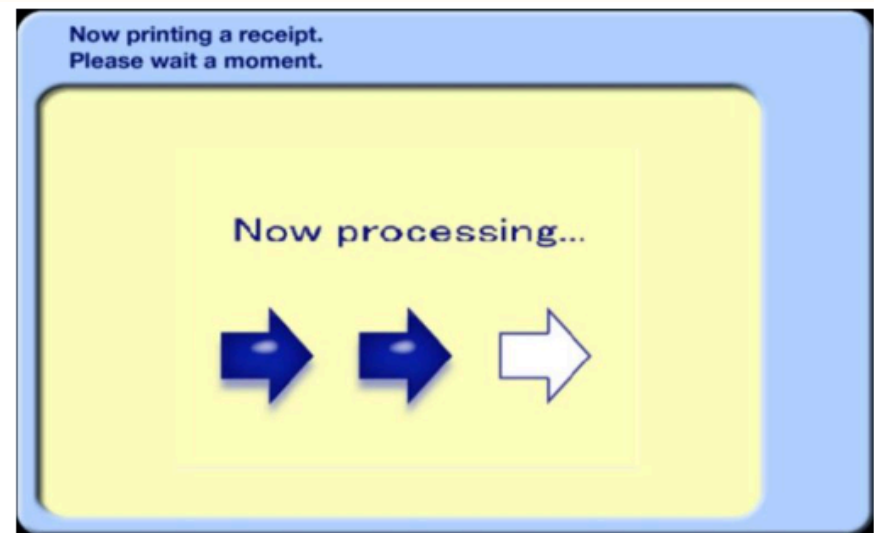 Now printing a receipt.
Please wait a moment.
Now processing...